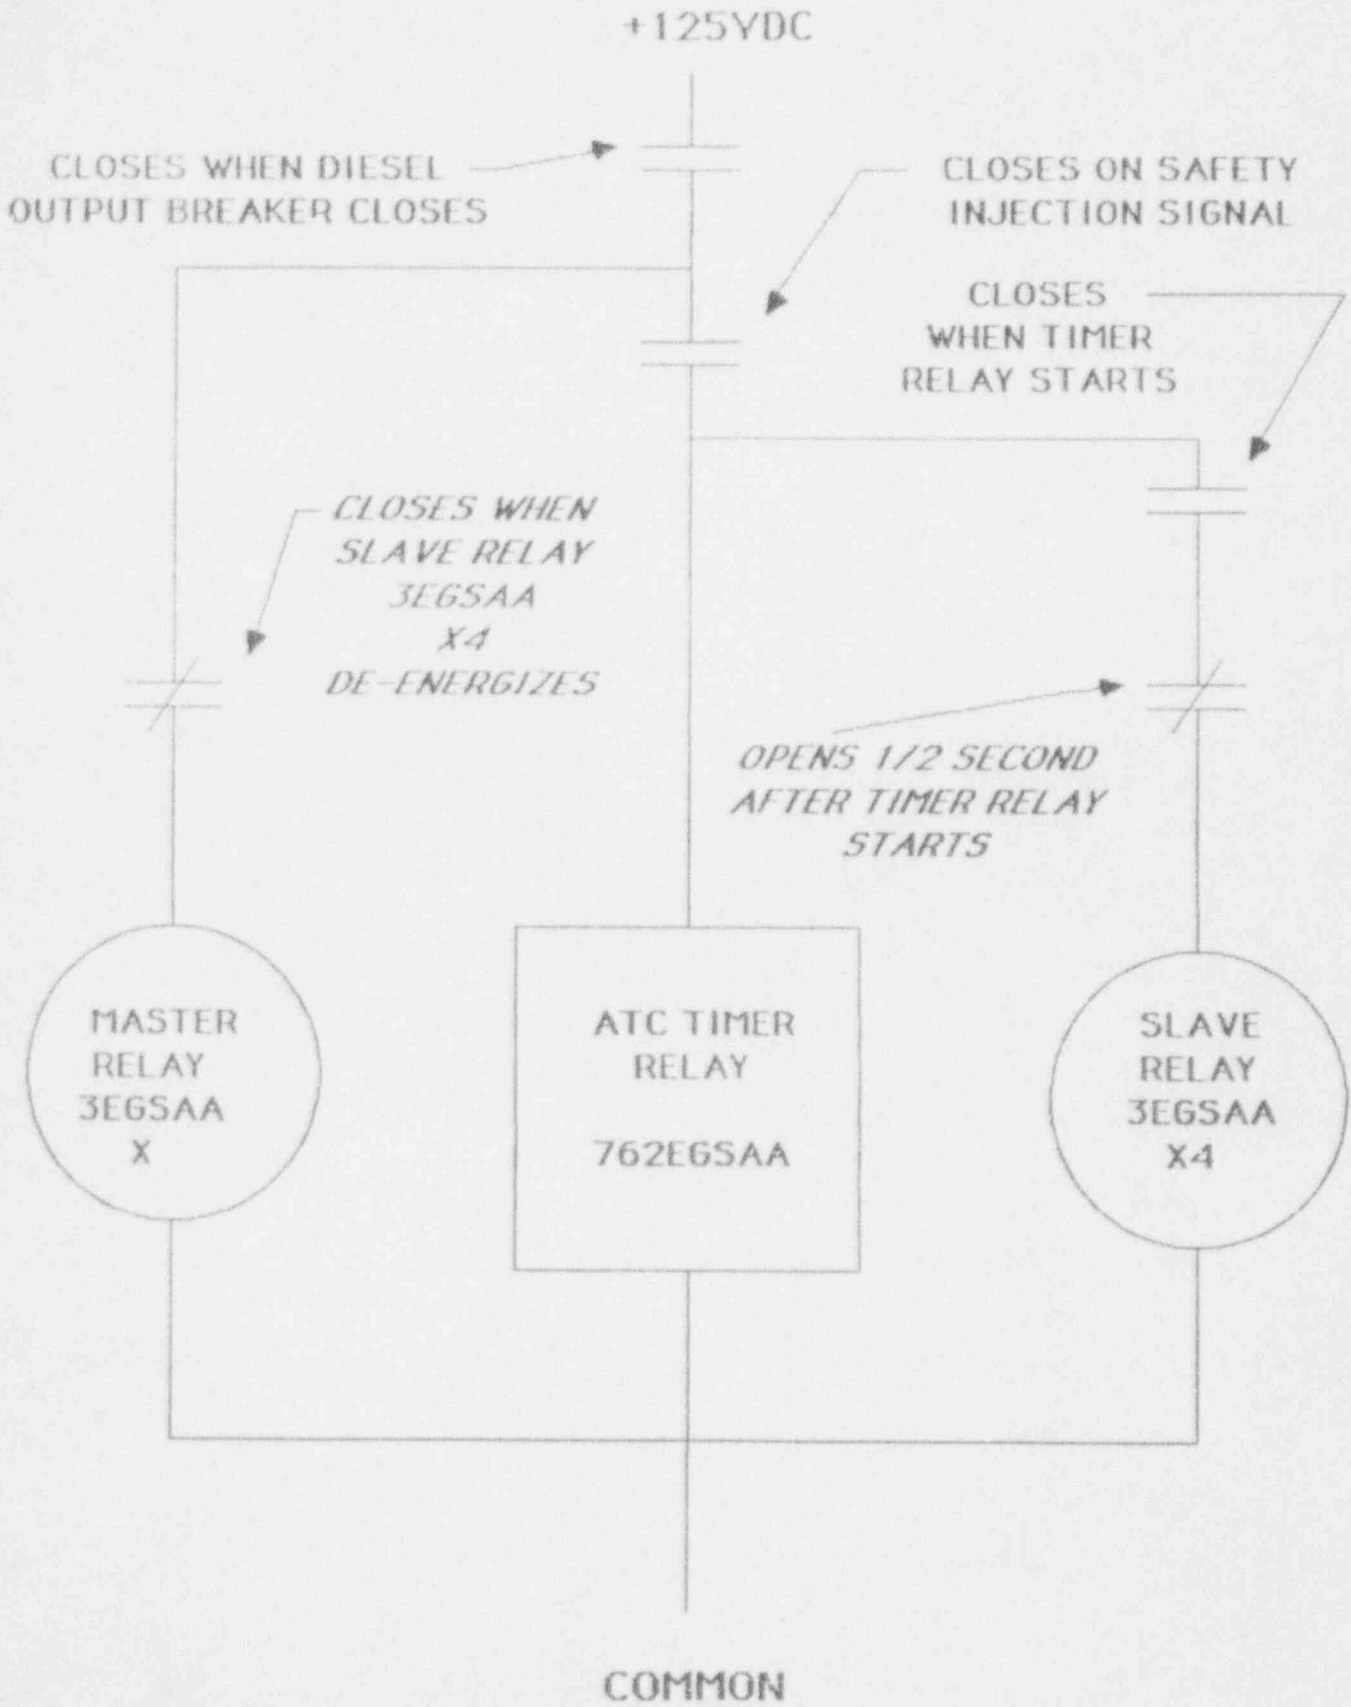 +125VDC
CLOSES WHEN DIESEL
OUTPUT BREAKER CLOSES
CLOSES ON SAFETY
INJECTION SIGNAL
CLOSES
WHEN TIMER
RELAY STARTS
CLOSES WHEN
SLAVE RELAY
3EGSAA
X4
DE-ENERGIZES
OPENS 1/2 SECOND
AFTER TIMER RELAY
STARTS
MASTER
RELAY
3EGSAA
X
ATC TIMER
RELAY
762EGSAA
SLAVE
RELAY
3EGSAA
X4
COMMON